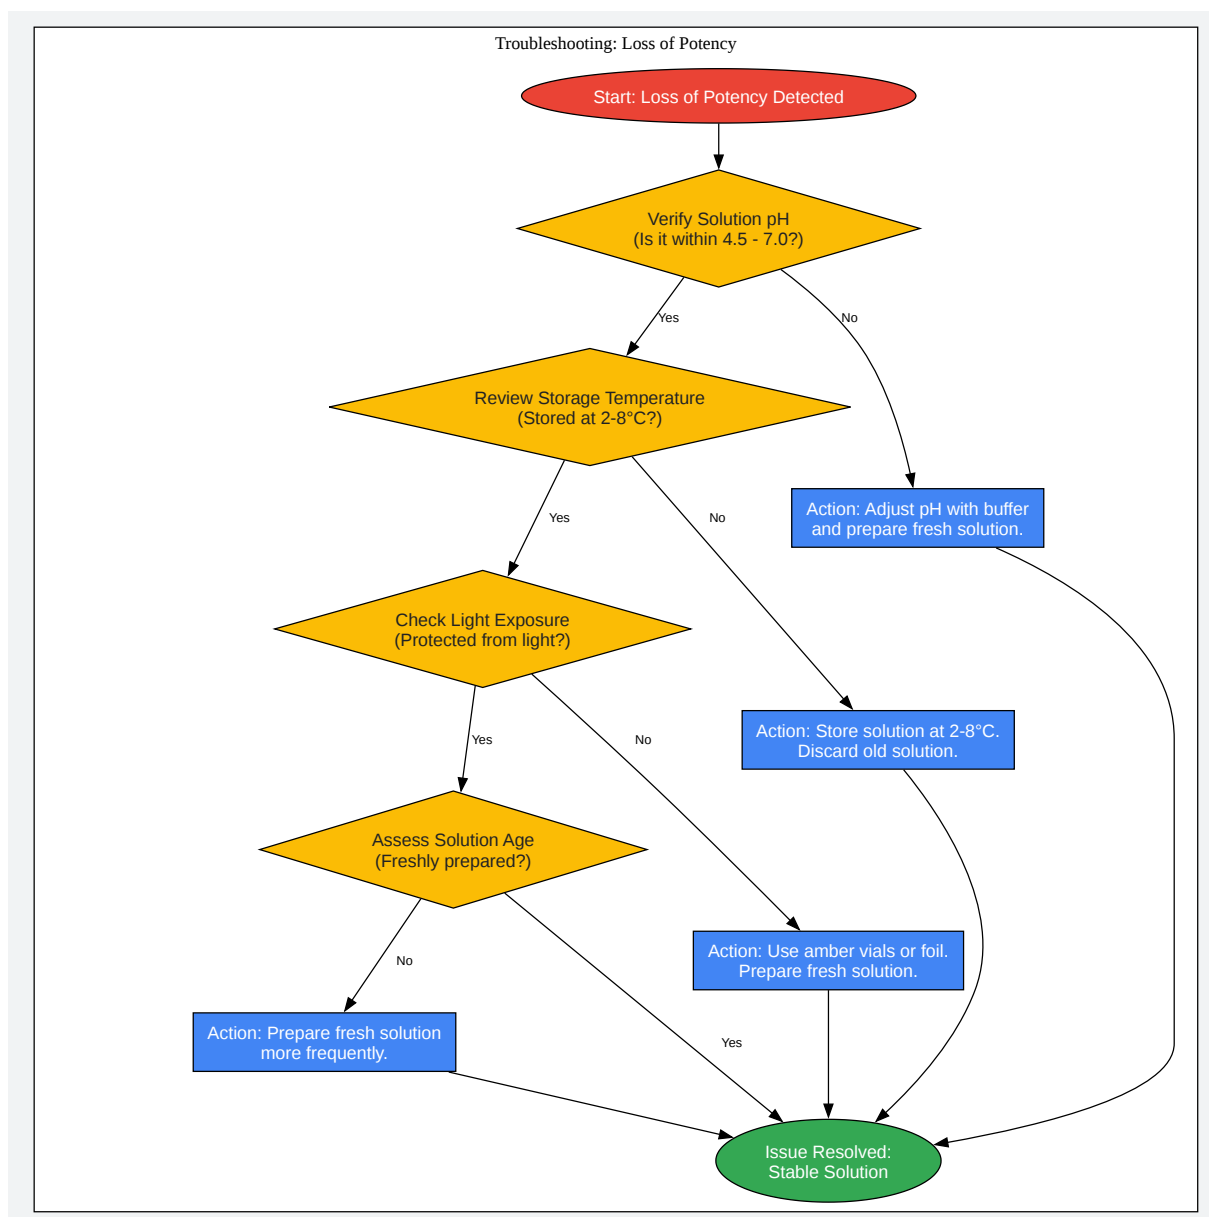 Troubleshooting: Loss of Potency
Start: Loss of Potency Detected
Verify Solution pH
(Is it within 4.5 - 7.0?)
Yes
No
Review Storage Temperature
(Stored at 2-8°C?)
Action: Adjust pH with buffer
and prepare fresh solution.
Yes
No
Check Light Exposure
(Protected from light?)
Action: Store solution at 2-8°C.
Discard old solution.
Yes
No
Assess Solution Age
(Freshly prepared?)
Action: Use amber vials or foil.
Prepare fresh solution.
No
Yes
Action: Prepare fresh solution
more frequently.
Issue Resolved:
Stable Solution